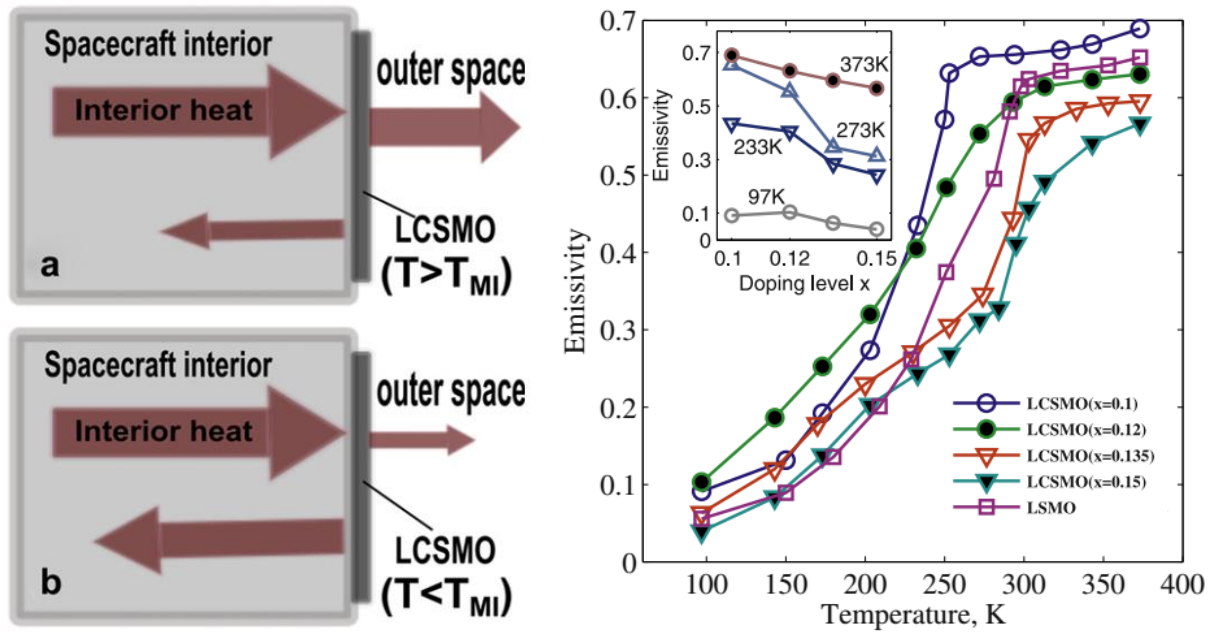 Spacecraft interior
outer space
Interior heat
LCSMO
(T>T_MI)
a
Spacecraft interior
outer space
Interior heat
LCSMO
(T<T_MI)
b
0.7
0.6
0.5
0.4
0.3
0.2
0.1
0
Emissivity
100
150
200
250
300
350
400
Temperature, K
0.7
0.5
0.3
0.1
0
Emissivity
373K
273K
233K
97K
0.1
0.12
0.15
Doping level x
LCSMO(x=0.1)
LCSMO(x=0.12)
LCSMO(x=0.135)
LCSMO(x=0.15)
LSMO